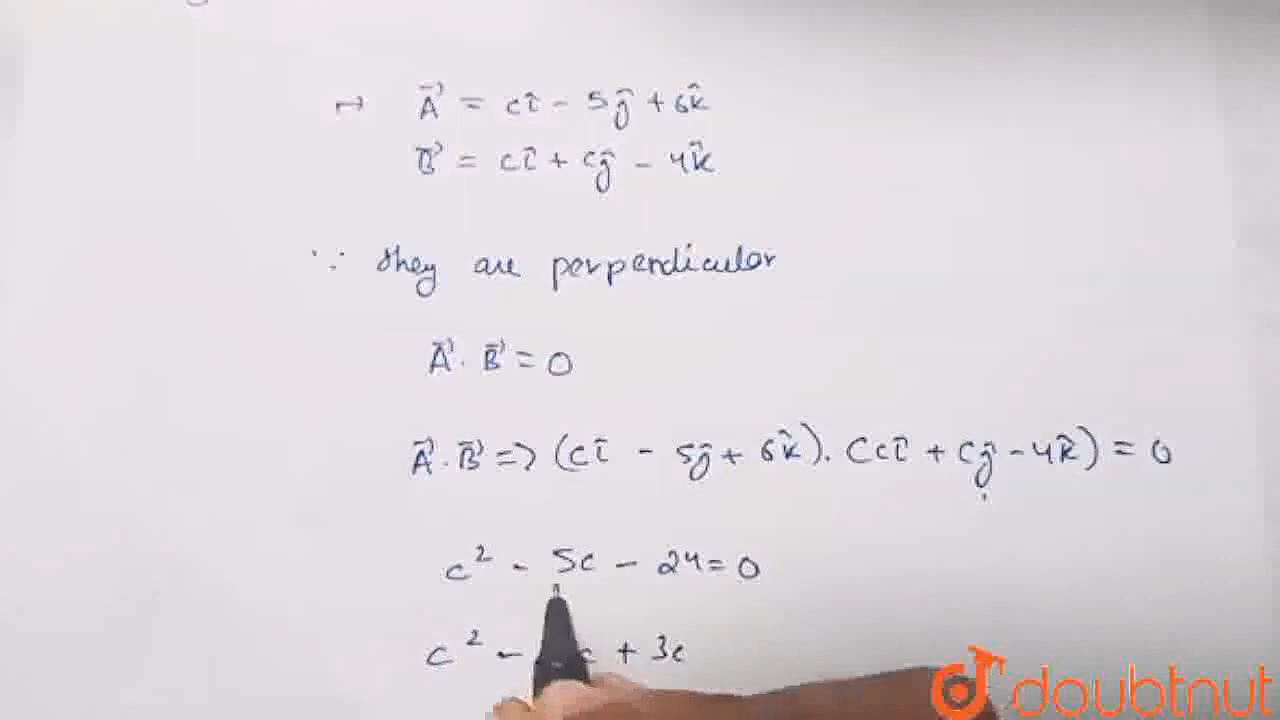 ↦ A⃗ = cî - 5ĵ + 6k̂
B⃗ = cî + cĵ - 4k̂
∵ they are perpendicular
A⃗ . B⃗ = 0
A⃗ . B⃗ => (cî - 5ĵ + 6k̂) . (cî + cĵ - 4k̂) = 0
c² - 5c - 24 = 0
c² - c + 3c
doubtnut